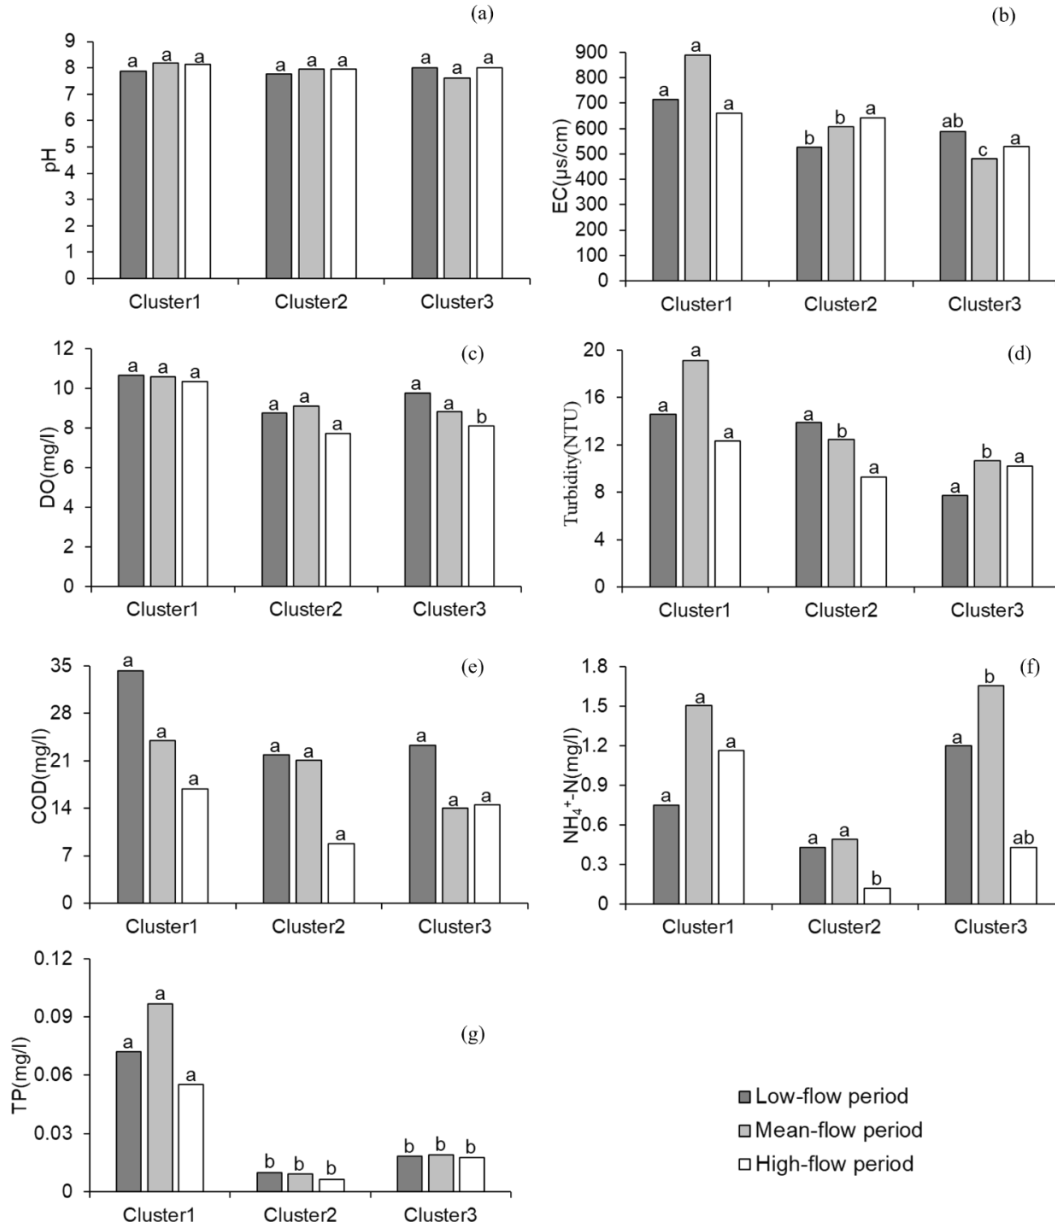 (a)
9
8
7
6
5
4
3
2
1
0
pH
a a a a a a a a a
Cluster1 Cluster2 Cluster3
(b)
900
800
700
600
500
400
300
200
100
0
EC(μs/cm)
a a a b b a ab c a
Cluster1 Cluster2 Cluster3
(c)
12
10
8
6
4
2
0
DO(mg/l)
a a a a a a a a b
Cluster1 Cluster2 Cluster3
(d)
20
16
12
8
4
0
Turbidity(NTU)
a a a a b a a b a
Cluster1 Cluster2 Cluster3
(e)
35
28
21
14
7
0
COD(mg/l)
a a a a a a a a a
Cluster1 Cluster2 Cluster3
(f)
1.8
1.5
1.2
0.9
0.6
0.3
0
NH₄⁺-N(mg/l)
a a a a a b a b ab
Cluster1 Cluster2 Cluster3
(g)
0.12
0.09
0.06
0.03
0
TP(mg/l)
a a a b b b b b b
Cluster1 Cluster2 Cluster3
Low-flow period
Mean-flow period
High-flow period